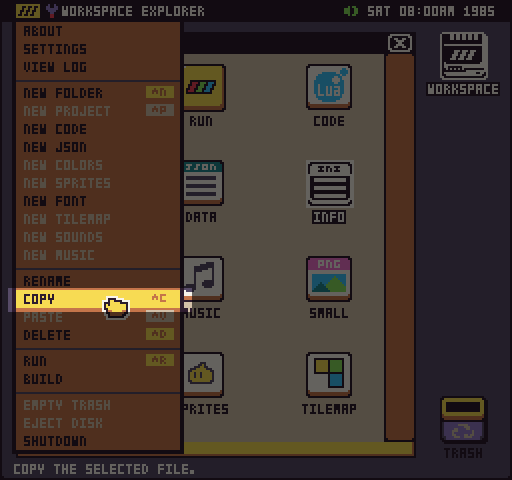 WORKSPACE EXPLORER
SAT 08:00AM 1985
ABOUT
SETTINGS
VIEW LOG
NEW FOLDER ^N
NEW PROJECT ^P
NEW CODE
NEW JSON
NEW COLORS
NEW SPRITES
NEW FONT
NEW TILEMAP
NEW SOUNDS
NEW MUSIC
RENAME
COPY ^C
PASTE ^V
DELETE ^D
RUN ^R
BUILD
EMPTY TRASH
EJECT DISK
SHUTDOWN
RUN
Lua
CODE
JSON
DATA
INI
INFO
MUSIC
PNG
SMALL
PRITES
TILEMAP
WORKSPACE
TRASH
COPY THE SELECTED FILE.